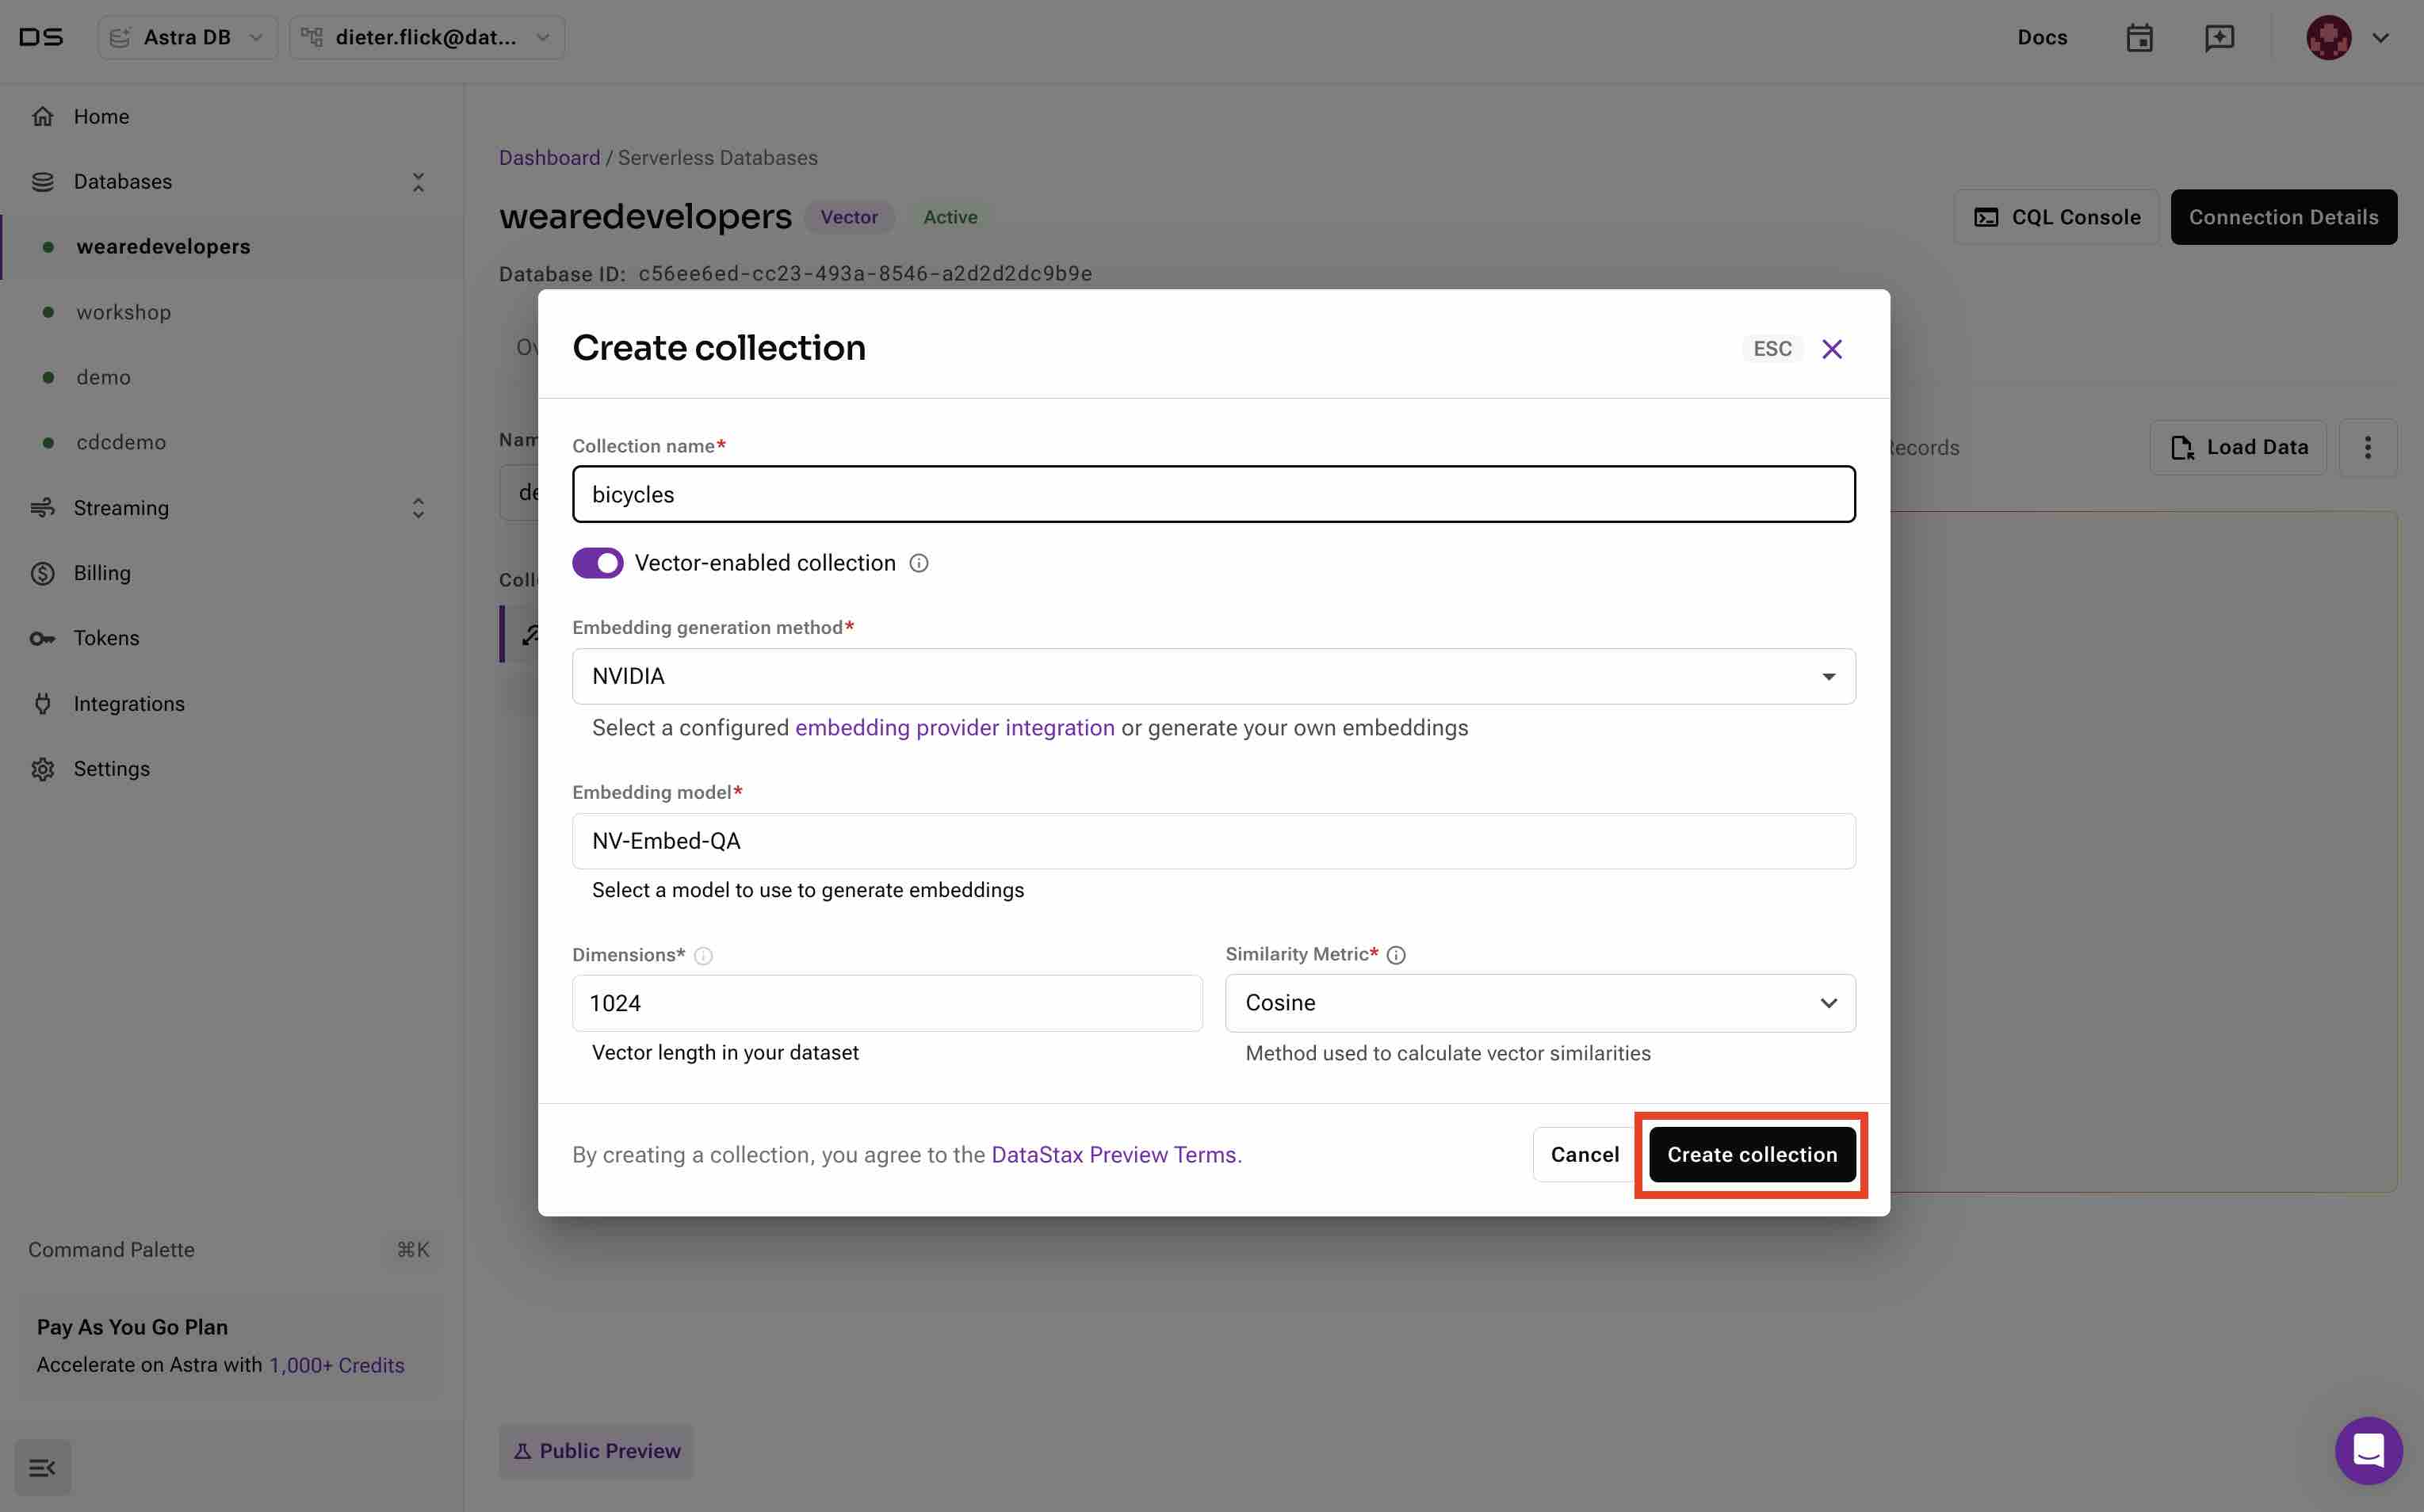 DS
Astra DB
dieter.flick@dat...
Docs
Home
Databases
wearedevelopers
workshop
demo
cdcdemo
Streaming
Billing
Tokens
Integrations
Settings
Command Palette ⌘K
Pay As You Go Plan
Accelerate on Astra with 1,000+ Credits
Dashboard / Serverless Databases
wearedevelopers Vector Active
CQL Console
Connection Details
Database ID: c56ee6ed-cc23-493a-8546-a2d2d2dc9b9e
Load Data
Create collection
ESC
Collection name*
bicycles
Vector-enabled collection
Embedding generation method*
NVIDIA
Select a configured embedding provider integration or generate your own embeddings
Embedding model*
NV-Embed-QA
Select a model to use to generate embeddings
Dimensions*
1024
Vector length in your dataset
Similarity Metric*
Cosine
Method used to calculate vector similarities
By creating a collection, you agree to the DataStax Preview Terms.
Cancel
Create collection
Public Preview